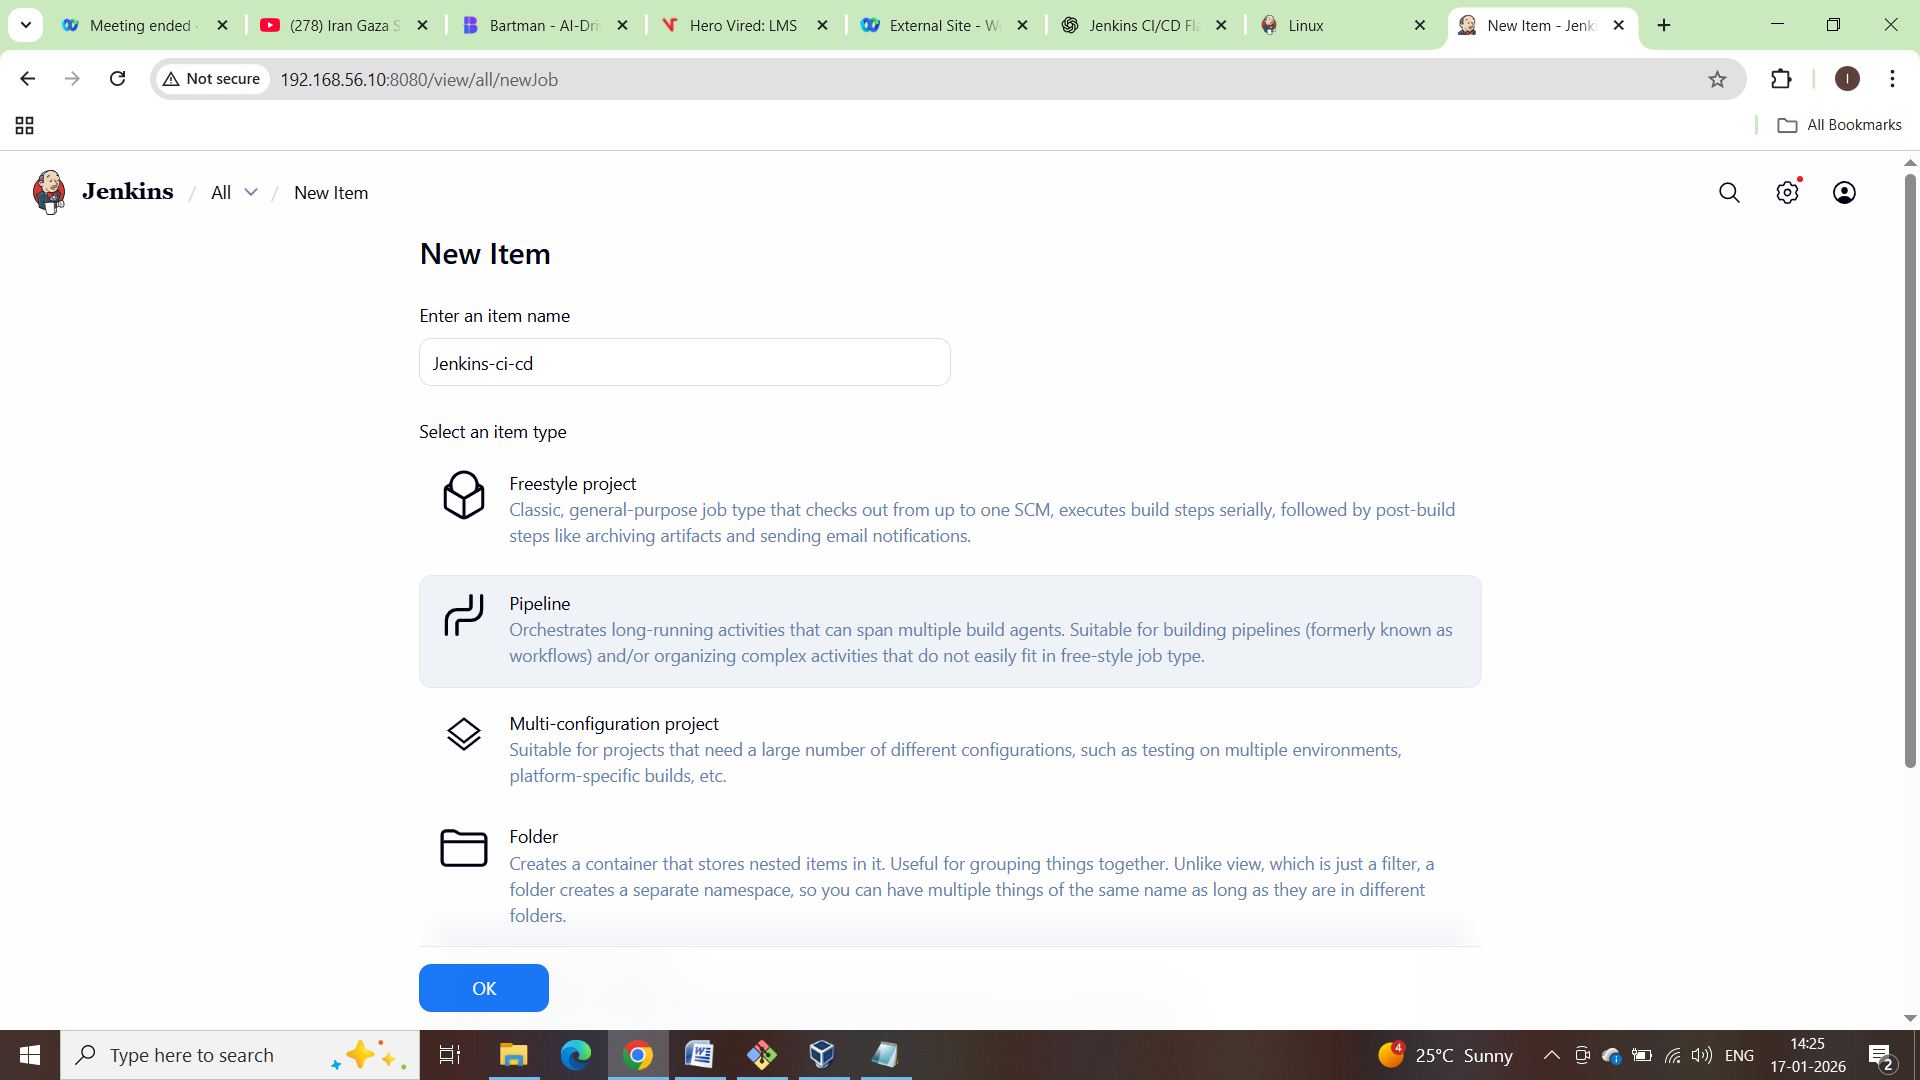 Meeting ended
(278) Iran Gaza S
Bartman - AI-Dri
Hero Vired: LMS
External Site - W
Jenkins CI/CD Fla
Linux
New Item - Jenki
Not secure
192.168.56.10:8080/view/all/newJob
I
All Bookmarks
Jenkins
/
All
/
New Item
New Item
Enter an item name
Jenkins-ci-cd
Select an item type
Freestyle project
Classic, general-purpose job type that checks out from up to one SCM, executes build steps serially, followed by post-build
steps like archiving artifacts and sending email notifications.
Pipeline
Orchestrates long-running activities that can span multiple build agents. Suitable for building pipelines (formerly known as
workflows) and/or organizing complex activities that do not easily fit in free-style job type.
Multi-configuration project
Suitable for projects that need a large number of different configurations, such as testing on multiple environments,
platform-specific builds, etc.
Folder
Creates a container that stores nested items in it. Useful for grouping things together. Unlike view, which is just a filter, a
folder creates a separate namespace, so you can have multiple things of the same name as long as they are in different
folders.
OK
Type here to search
4
25°C Sunny
ENG
14:25
17-01-2026
2